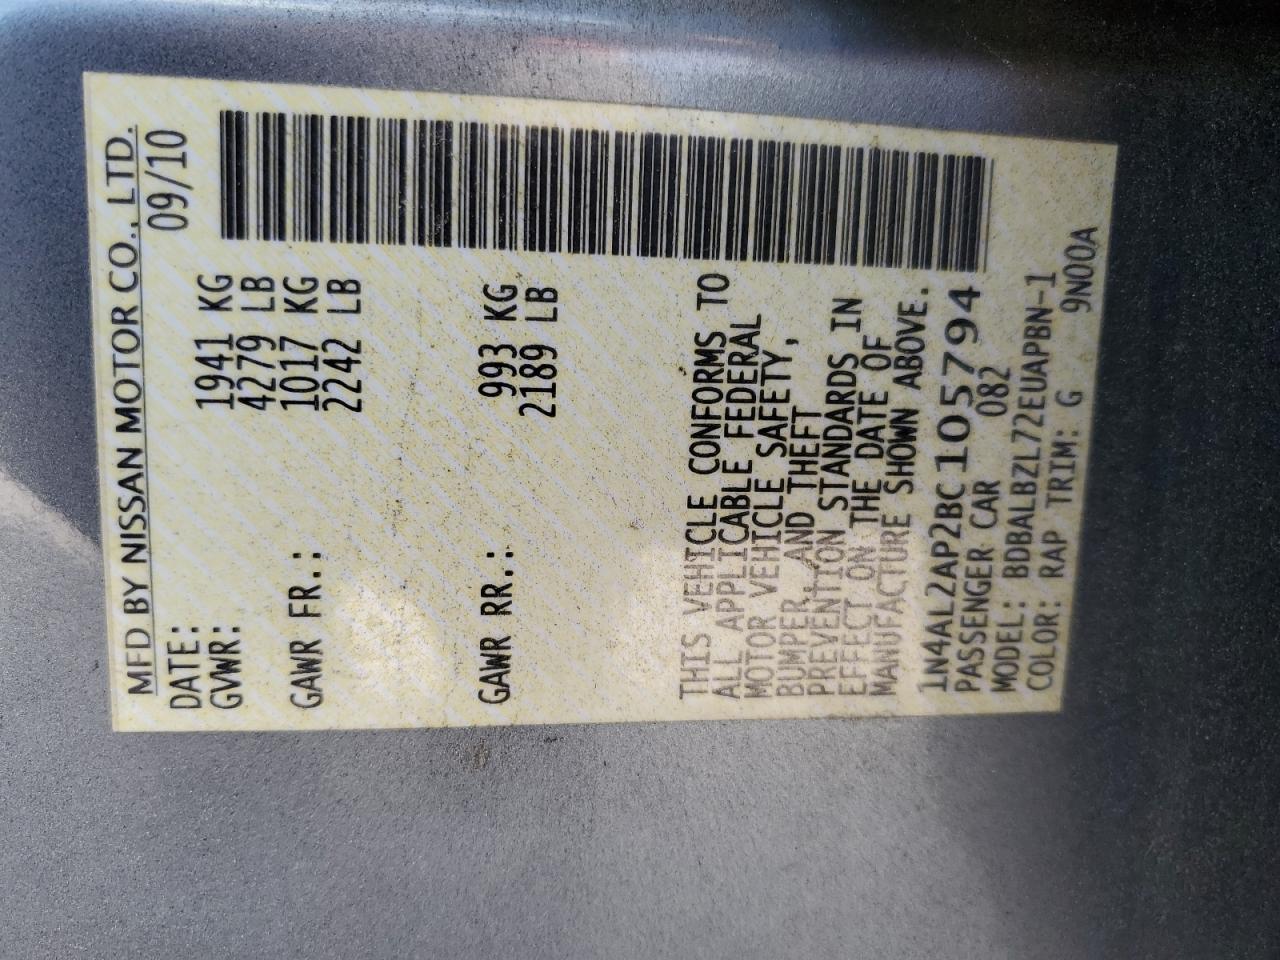 MFD BY NISSAN MOTOR CO., LTD.
DATE: 09/10
GVWR: 1941 KG
4279 LB
GAWR FR.: 1017 KG
2242 LB
GAWR RR.: 993 KG
2189 LB
THIS VEHICLE CONFORMS TO
ALL APPLICABLE FEDERAL
MOTOR VEHICLE SAFETY,
BUMPER, AND THEFT
PREVENTION STANDARDS IN
EFFECT ON THE DATE OF
MANUFACTURE SHOWN ABOVE.
1N4AL2AP2BC105794
PASSENGER CAR 082
MODEL: BDBALBZL72EUAPBN-1
COLOR: RAP TRIM: G 9N00A